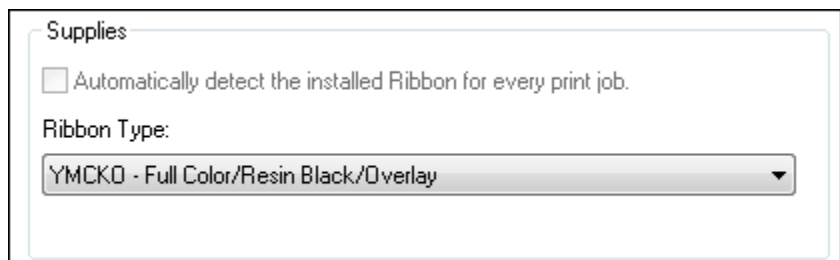 Supplies
Automatically detect the installed Ribbon for every print job.
Ribbon Type:
YMCKO - Full Color/Resin Black/Overlay